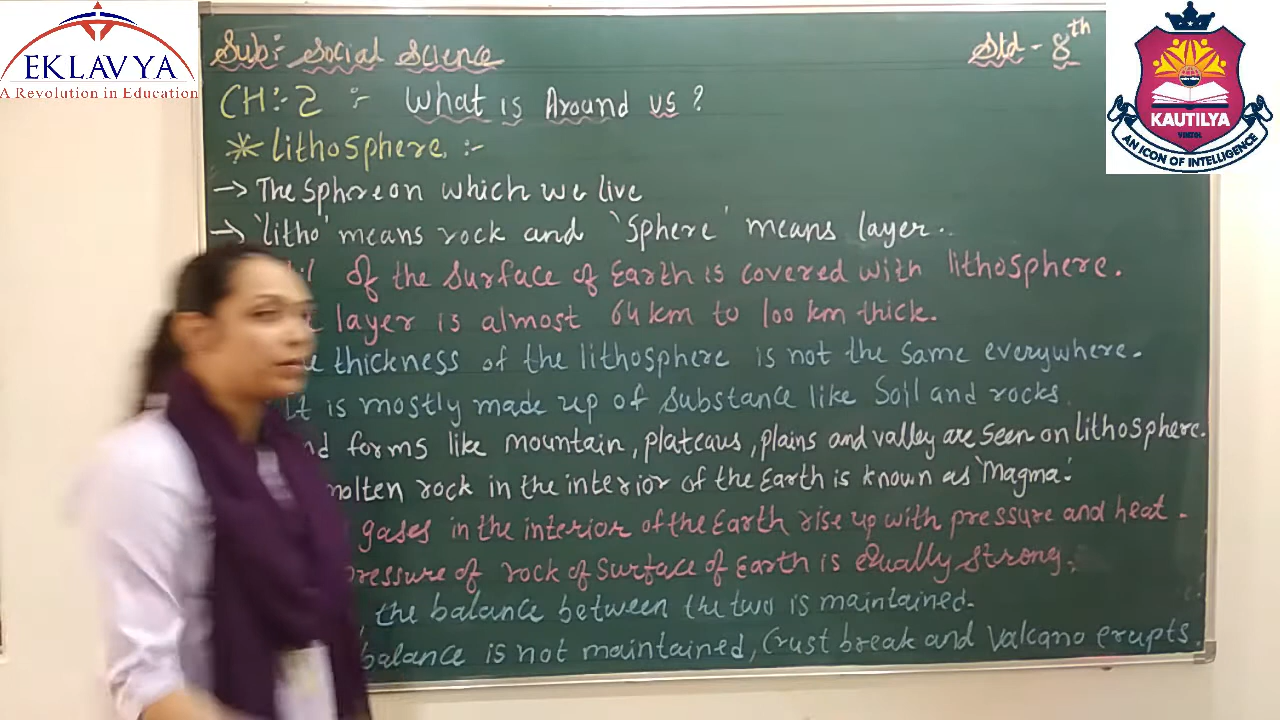 EKLAVYA
A Revolution in Education
Sub:- Social Science
Std - 8th
CH:- 2 :- What is Around us?
* Lithosphere :-
→ The Sphere on which we live
→ 'Litho' means rock and 'Sphere' means layer..
of the Surface of Earth is covered with lithosphere.
layer is almost 64 km to 100 km thick.
thickness of the lithosphere is not the same everywhere.
It is mostly made up of Substance like Soil and rocks.
forms like mountain, plateaus, plains and valley are seen on lithosphere.
molten rock in the interior of the Earth is known as 'Magma'.
gases in the interior of the Earth rise up with pressure and heat.
pressure of rock of Surface of Earth is equally strong,
the balance between the two is maintained.
balance is not maintained, Crust break and Valcano erupts.
KAUTILYA
VENTOL
AN ICON OF INTELLIGENCE